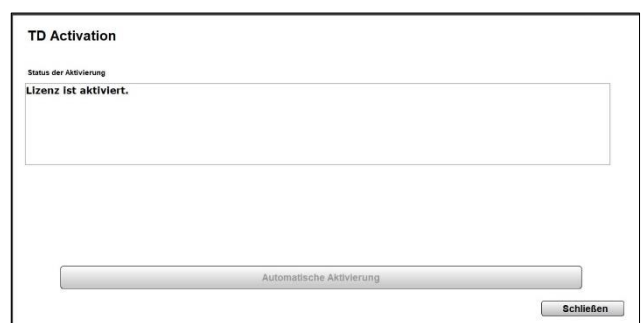 TD Activation
Status der Aktivierung
Lizenz ist aktiviert.
Automatische Aktivierung
Schließen